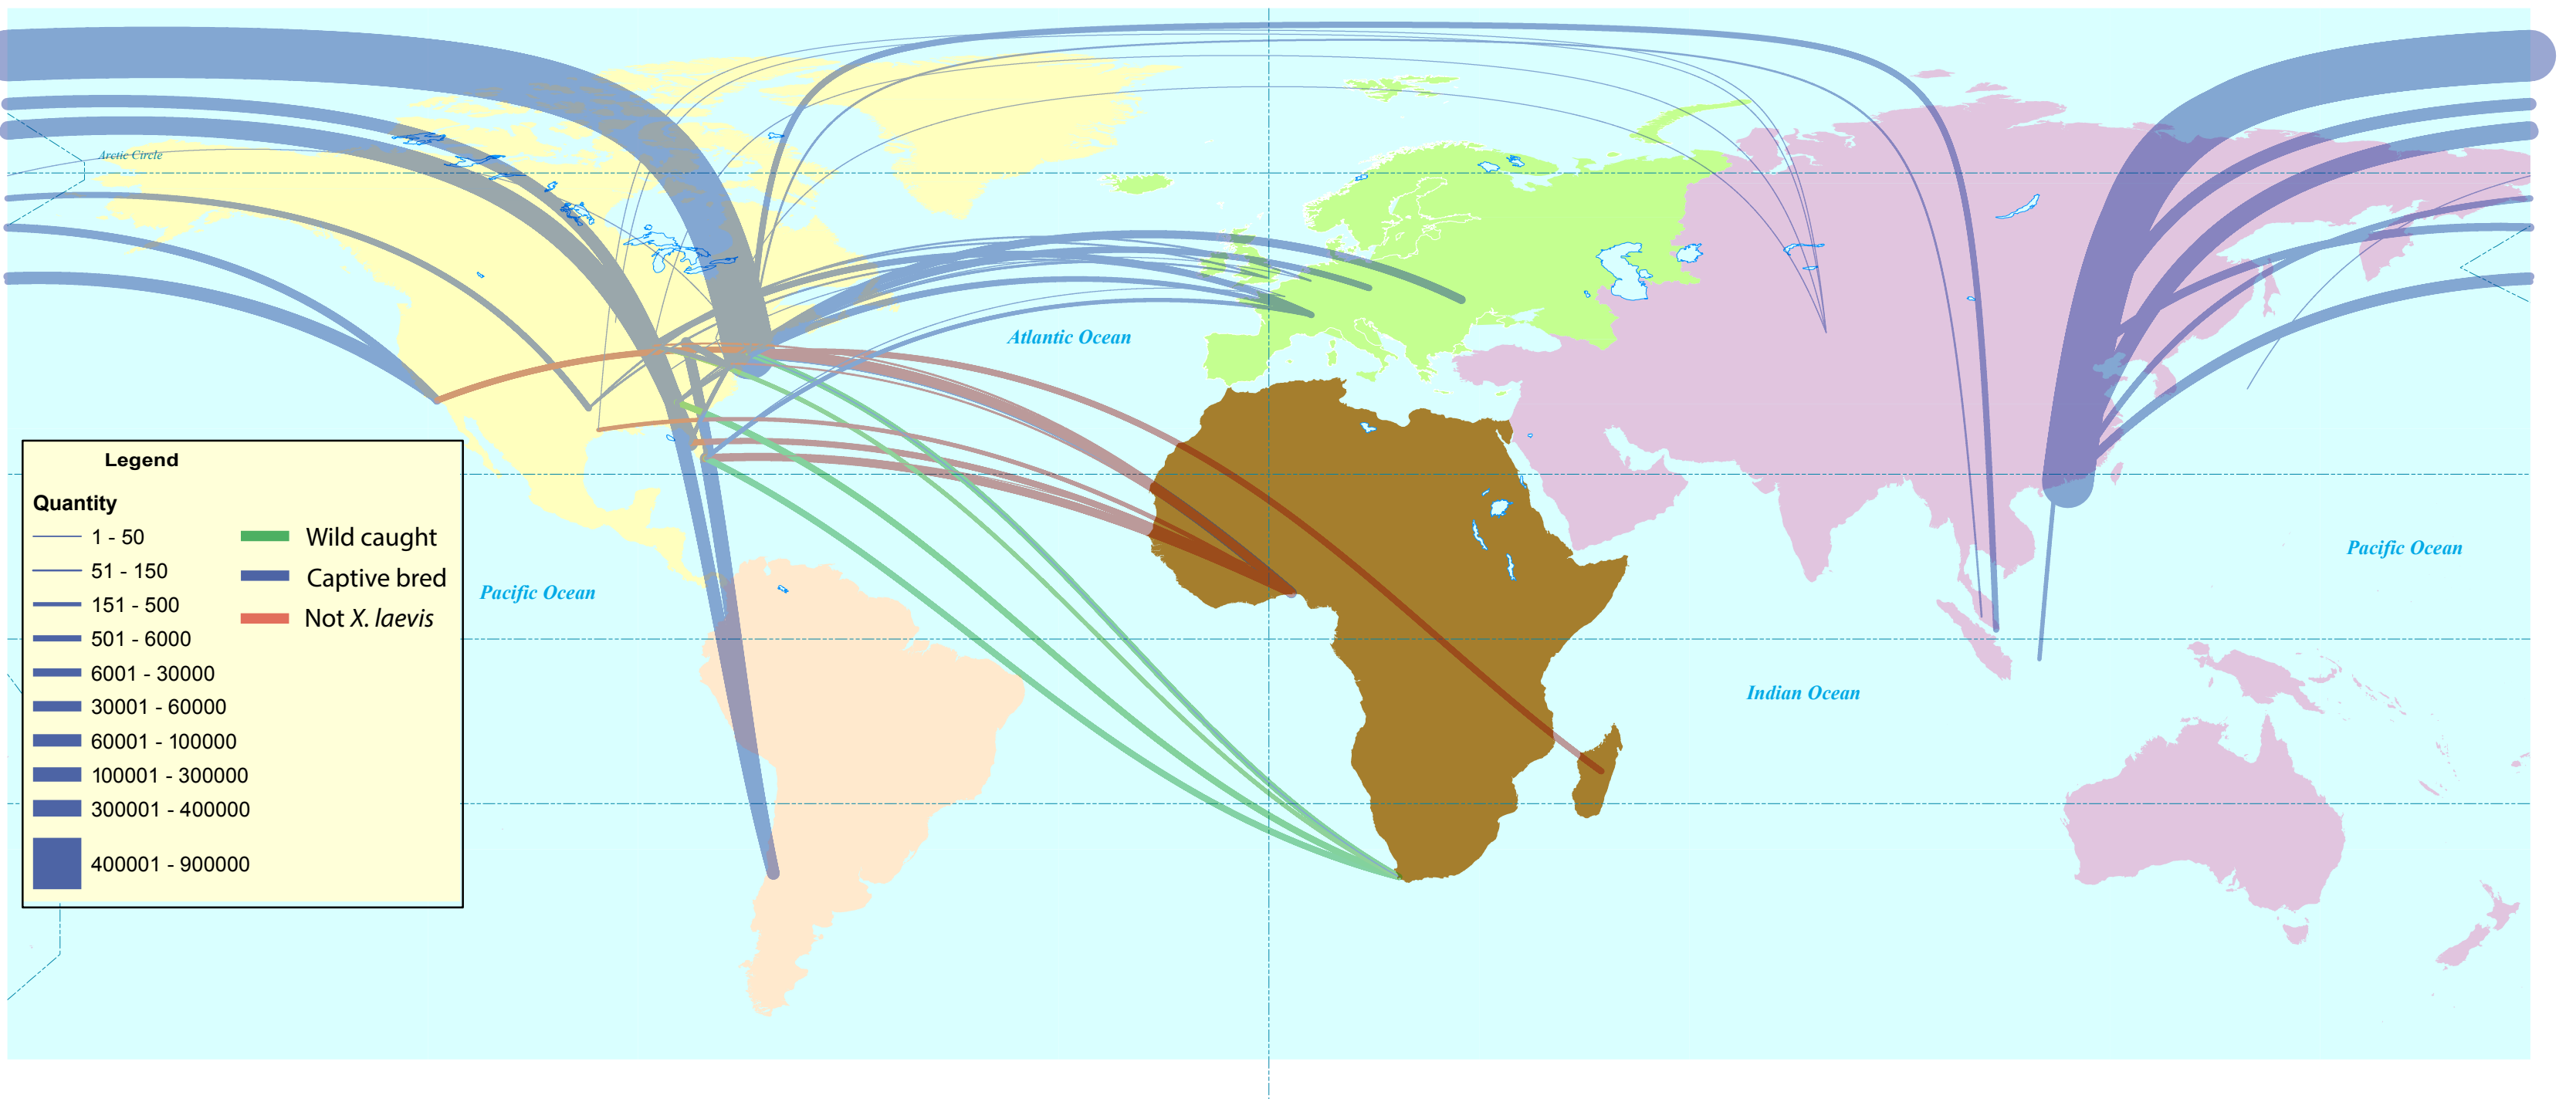 Arctic Circle
Atlantic Ocean
Pacific Ocean
Pacific Ocean
Indian Ocean
Legend
Quantity
1 - 50
51 - 150
151 - 500
501 - 6000
6001 - 30000
30001 - 60000
60001 - 100000
100001 - 300000
300001 - 400000
400001 - 900000
Wild caught
Captive bred
Not X. laevis